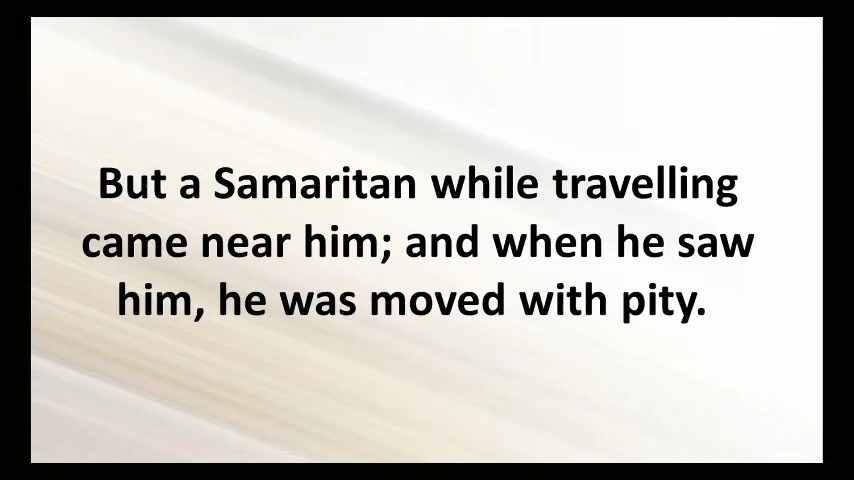 But a Samaritan while travelling
came near him; and when he saw
him, he was moved with pity.